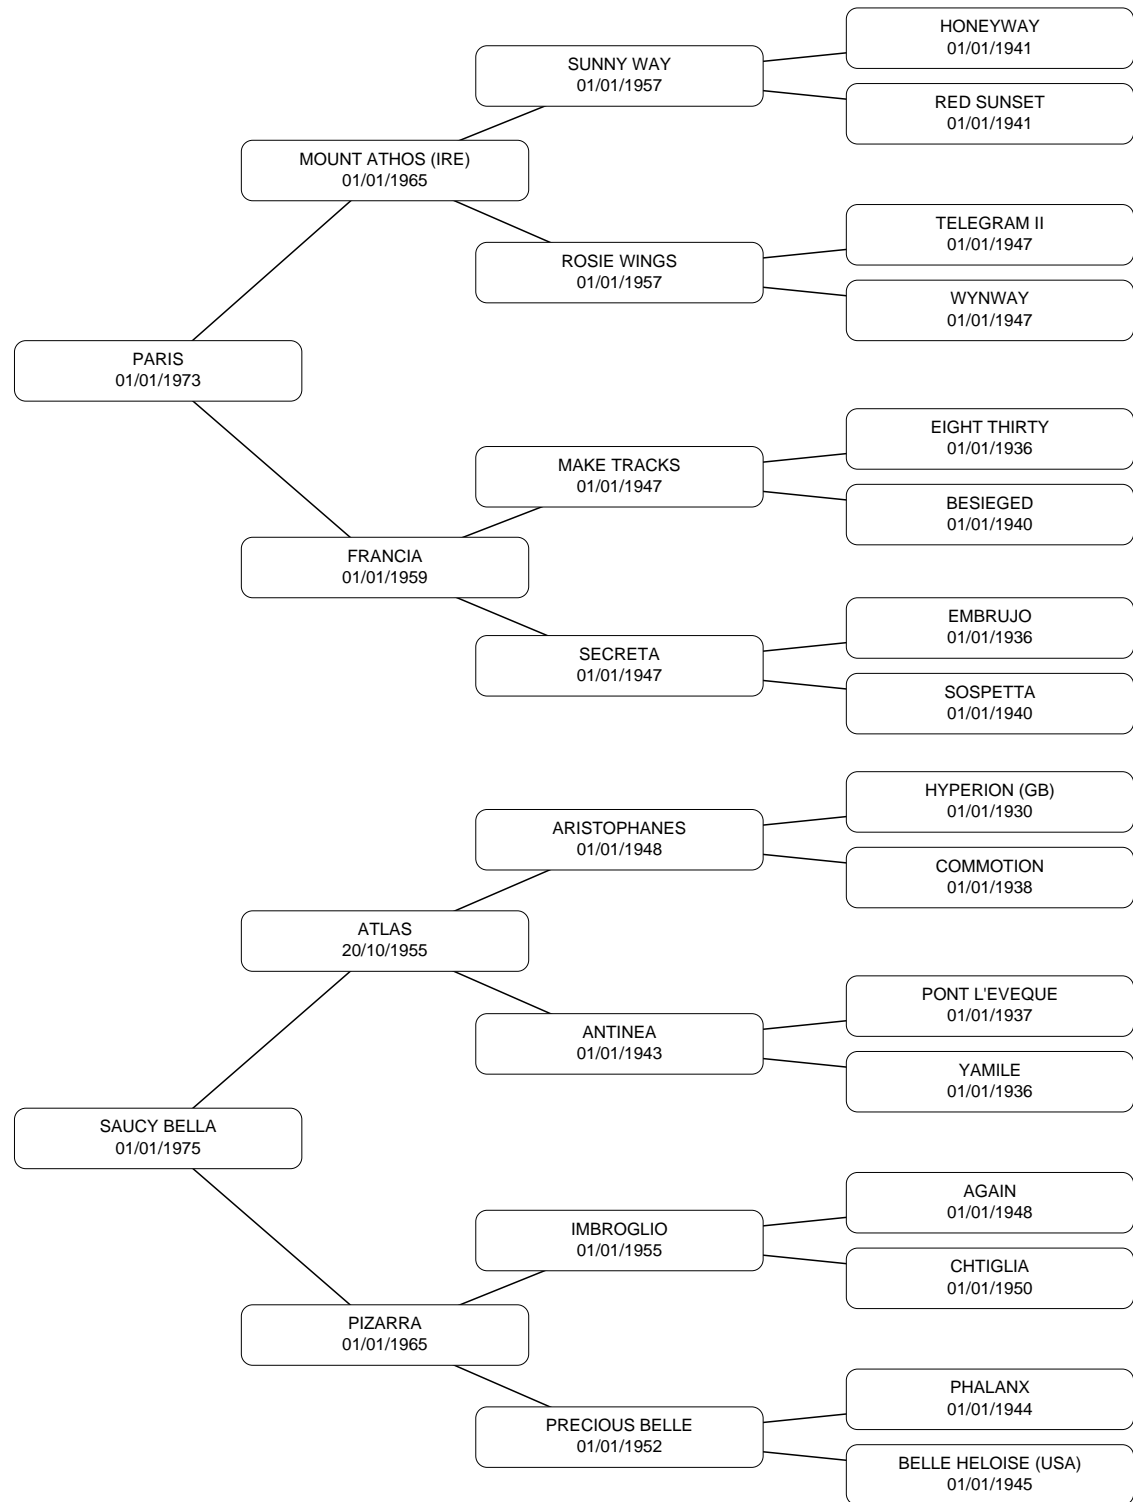 HONEYWAY
01/01/1941
SUNNY WAY
01/01/1957
RED SUNSET
01/01/1941
MOUNT ATHOS (IRE)
01/01/1965
TELEGRAM II
01/01/1947
ROSIE WINGS
01/01/1957
WYNWAY
01/01/1947
PARIS
01/01/1973
EIGHT THIRTY
01/01/1936
MAKE TRACKS
01/01/1947
BESIEGED
01/01/1940
FRANCIA
01/01/1959
EMBRUJO
01/01/1936
SECRETA
01/01/1947
SOSPETTA
01/01/1940
HYPERION (GB)
01/01/1930
ARISTOPHANES
01/01/1948
COMMOTION
01/01/1938
ATLAS
20/10/1955
PONT L'EVEQUE
01/01/1937
ANTINEA
01/01/1943
YAMILE
01/01/1936
SAUCY BELLA
01/01/1975
AGAIN
01/01/1948
IMBROGLIO
01/01/1955
CHTIGLIA
01/01/1950
PIZARRA
01/01/1965
PHALANX
01/01/1944
PRECIOUS BELLE
01/01/1952
BELLE HELOISE (USA)
01/01/1945